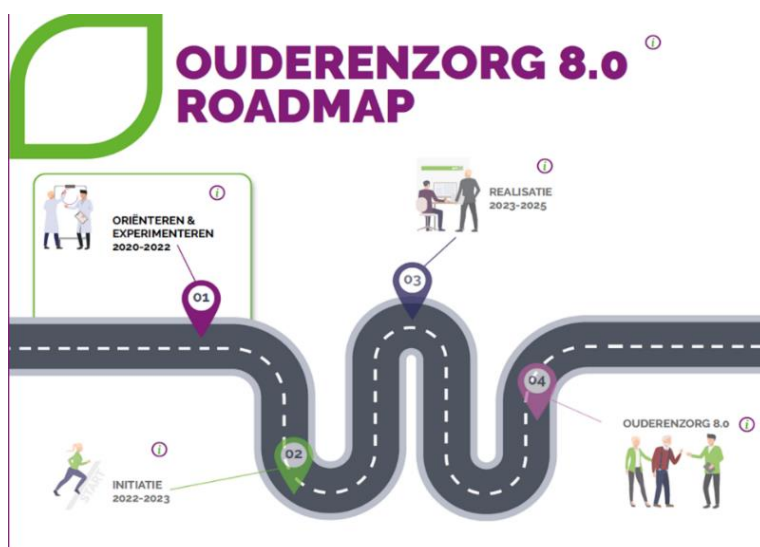 OUDERENZORG 8.0
ROADMAP
i
i
ORIËNTEREN &
EXPERIMENTEREN
2020-2022
01
i
REALISATIE
2023-2025
03
02
i
START
INITIATIE
2022-2023
04
OUDERENZORG 8.0 i